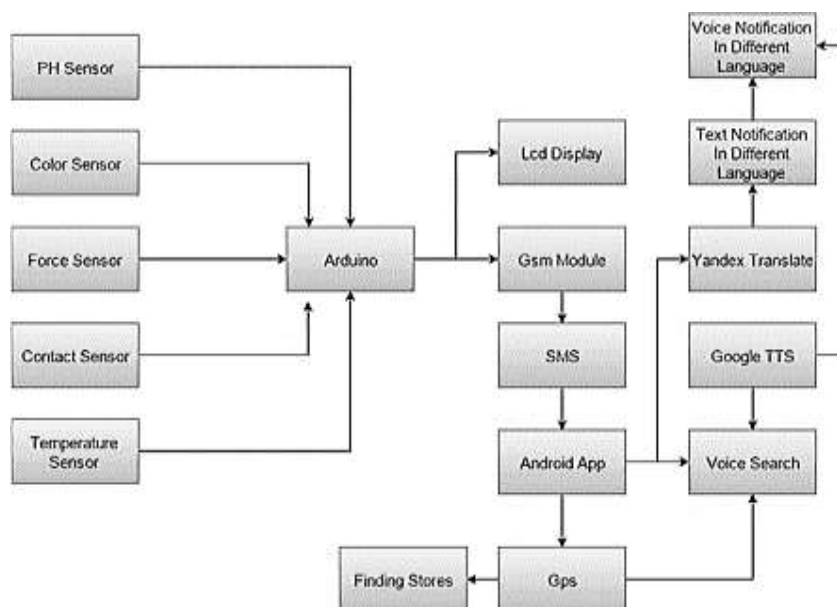 PH Sensor
Color Sensor
Force Sensor
Contact Sensor
Temperature
Sensor
Arduino
Lcd Display
Gsm Module
SMS
Android App
Gps
Finding Stores
Voice Notification
In Different
Language
Text Notification
In Different
Language
Yandex Translate
Google TTS
Voice Search